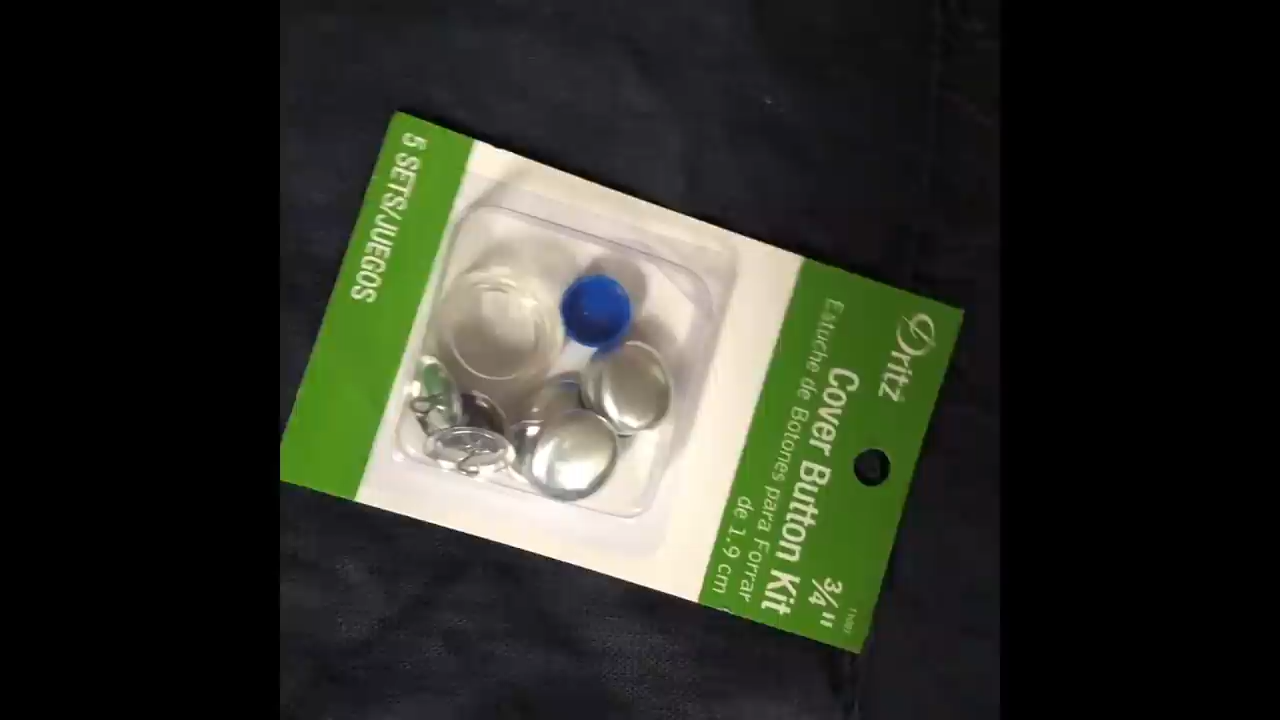 Dritz
Cover Button Kit 3/4"
Estuche de Botones para Forrar
de 1.9 cm
5 SETS/JUEGOS